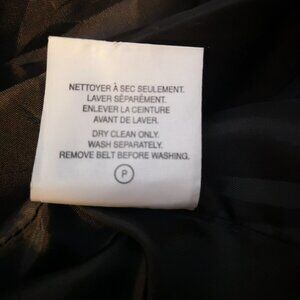 NETTOYER À SEC SEULEMENT.
LAVER SÉPARÉMENT.
ENLEVER LA CEINTURE
AVANT DE LAVER.
DRY CLEAN ONLY.
WASH SEPARATELY.
REMOVE BELT BEFORE WASHING.
P